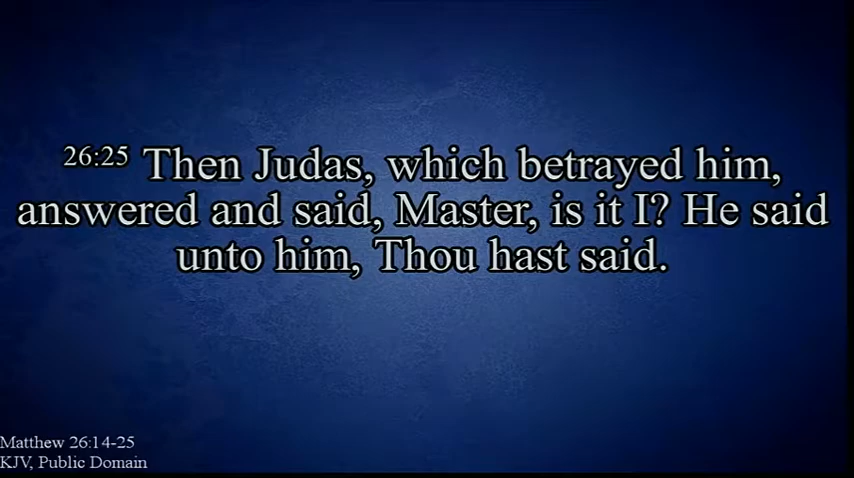 26:25 Then Judas, which betrayed him,
answered and said, Master, is it I? He said
unto him, Thou hast said.
Matthew 26:14-25
KJV, Public Domain